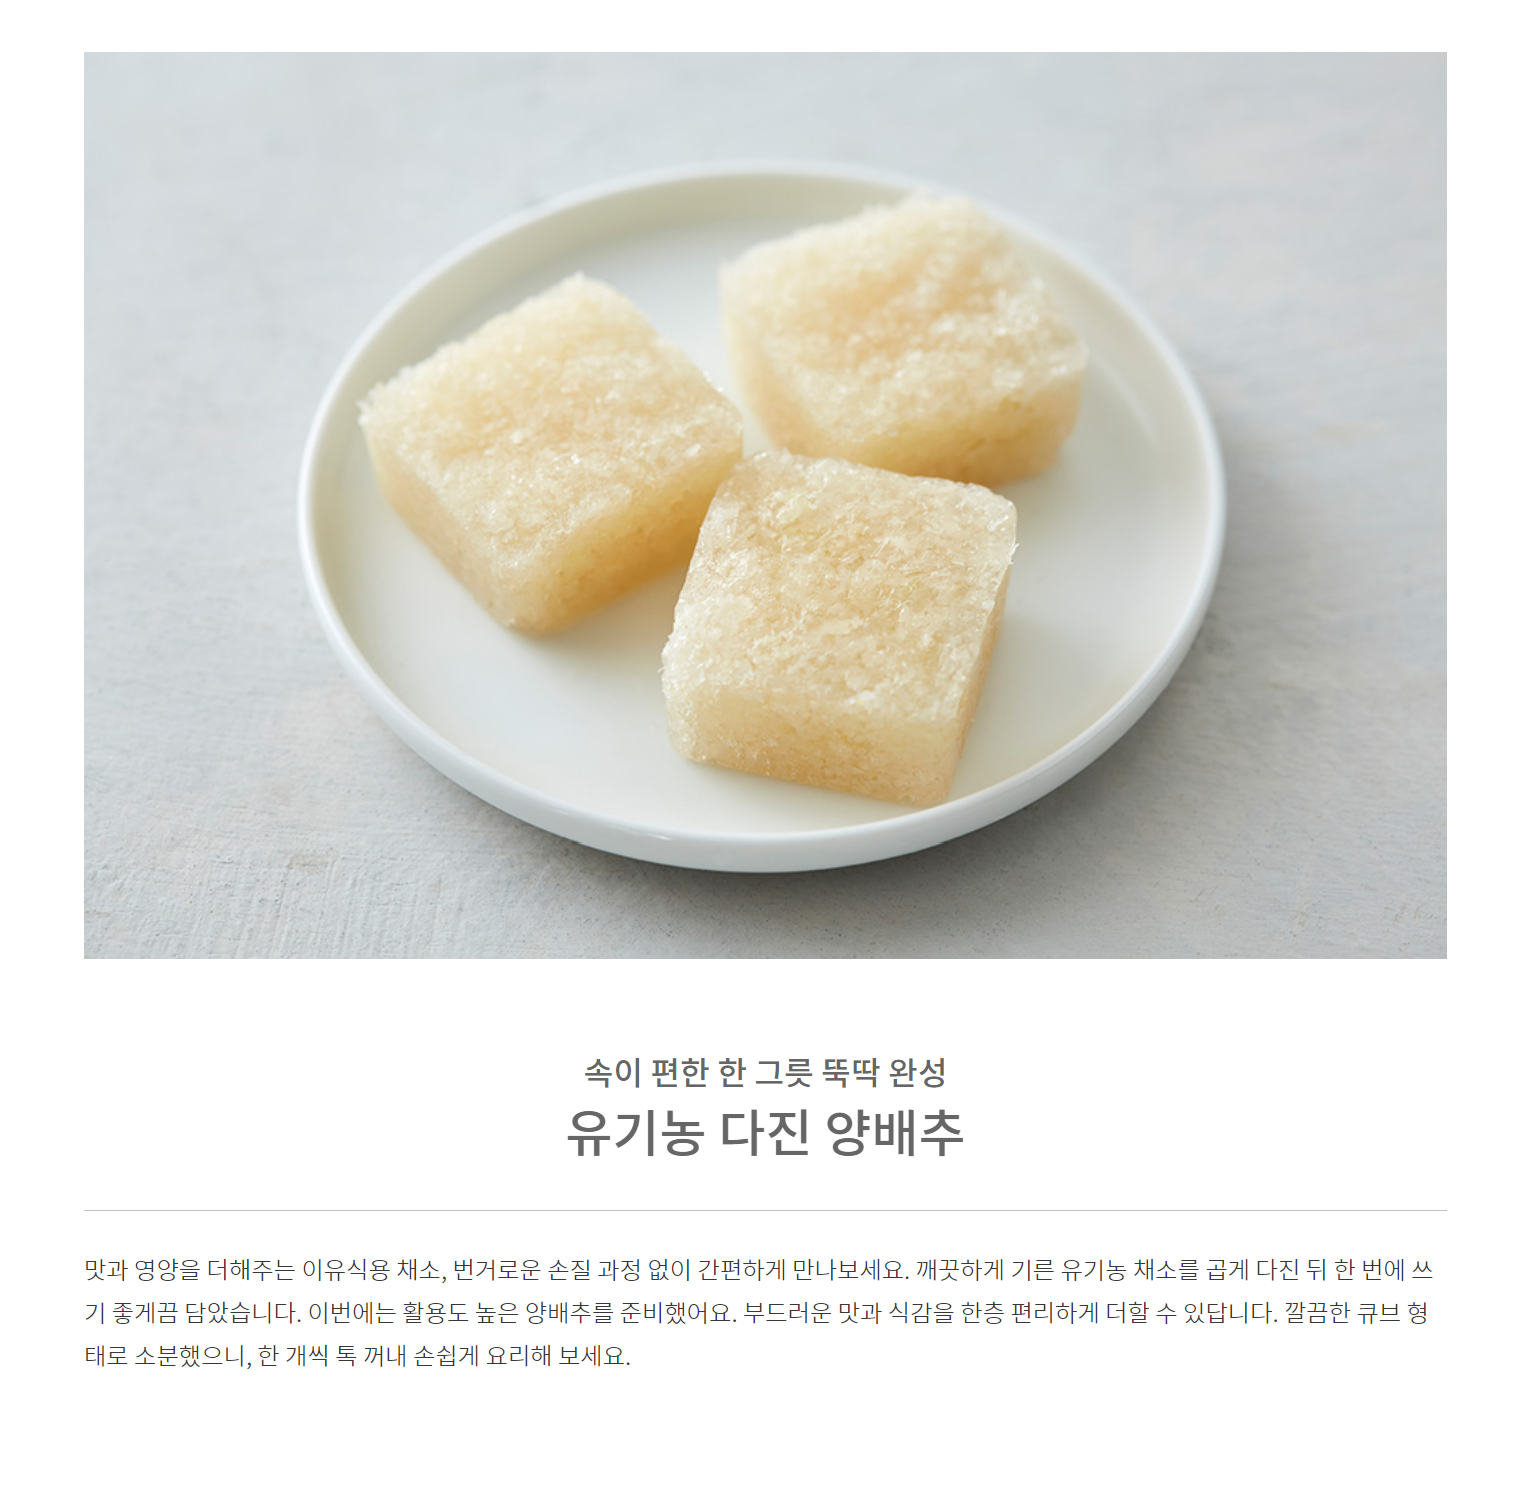 속이 편한 한 그릇 뚝딱 완성
유기농 다진 양배추
맛과 영양을 더해주는 이유식용 채소, 번거로운 손질 과정 없이 간편하게 만나보세요. 깨끗하게 기른 유기농 채소를 곱게 다진 뒤 한 번에 쓰
기 좋게끔 담았습니다. 이번에는 활용도 높은 양배추를 준비했어요. 부드러운 맛과 식감을 한층 편리하게 더할 수 있답니다. 깔끔한 큐브 형
태로 소분했으니, 한 개씩 톡 꺼내 손쉽게 요리해 보세요.